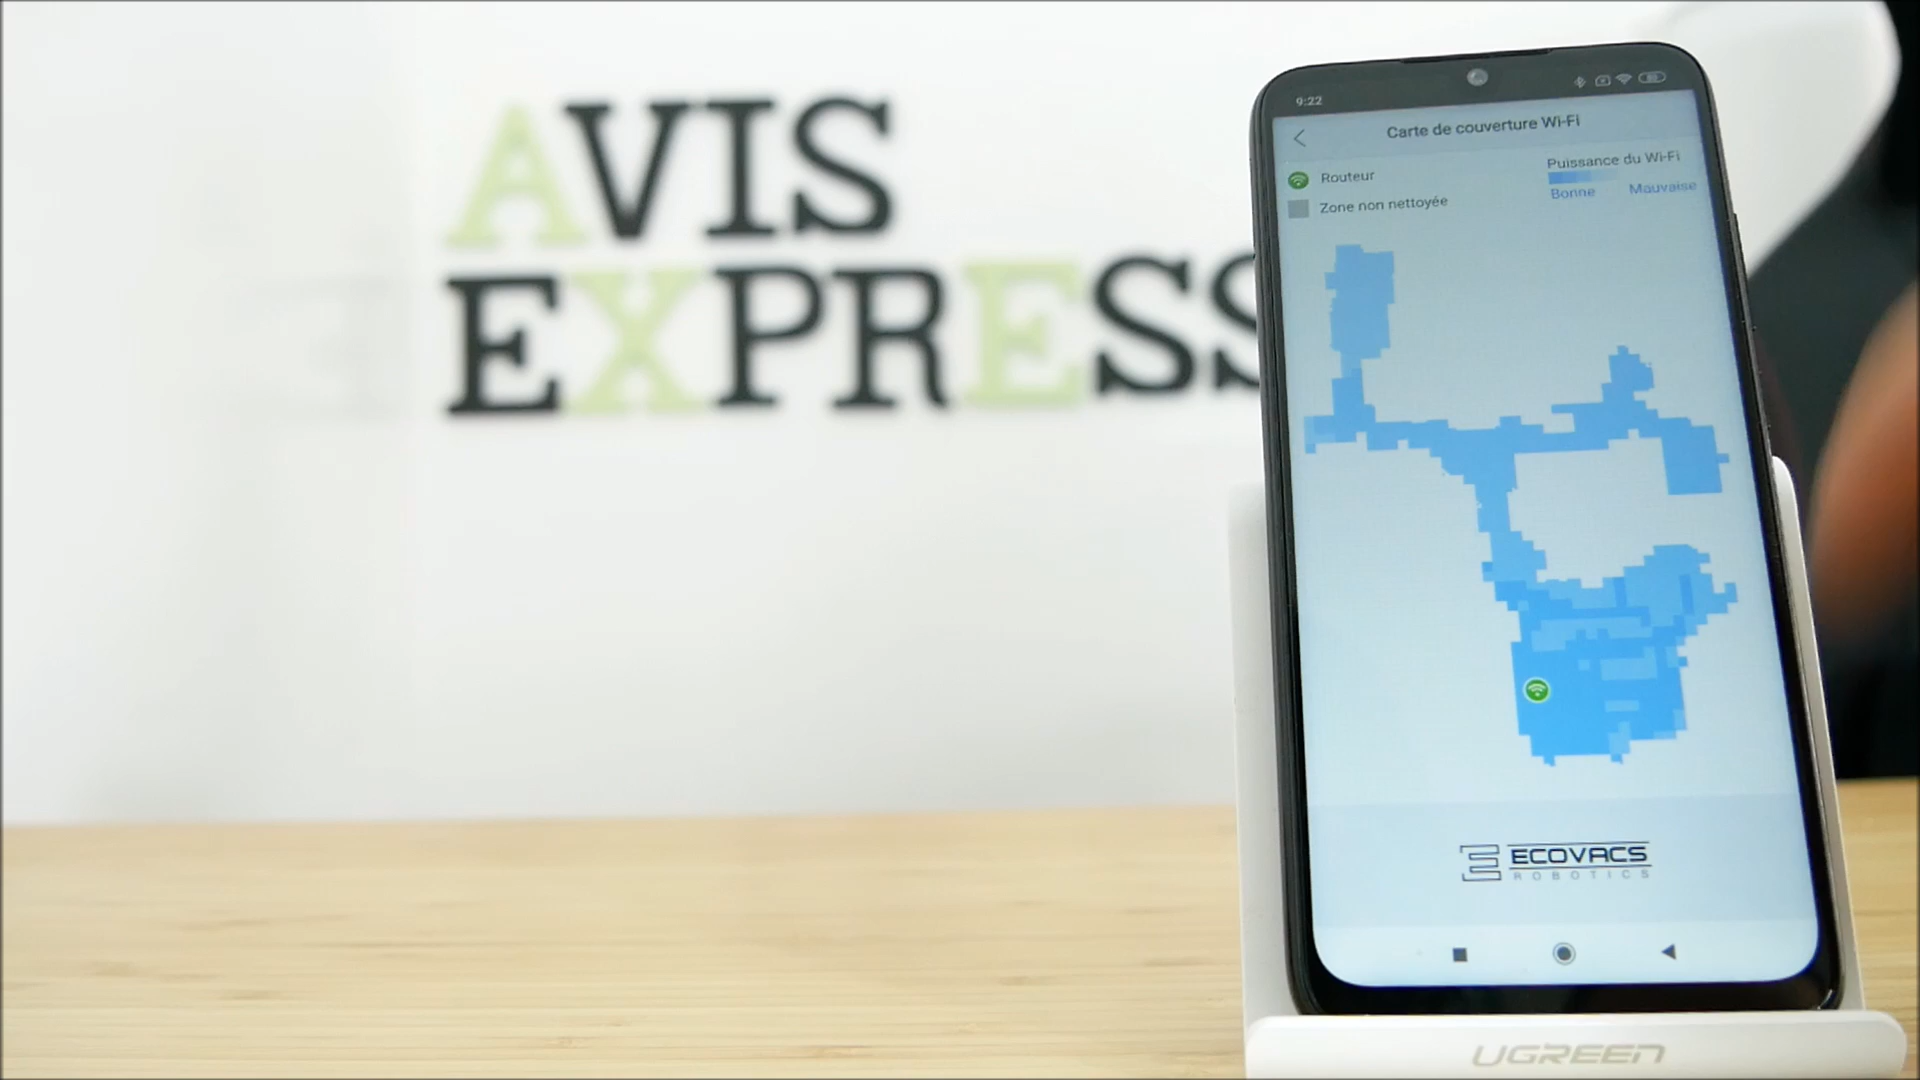 AVIS
EXPRESS
9:22
Carte de couverture Wi-Fi
Routeur
Puissance du Wi-Fi
Bonne Mauvaise
Zone non nettoyée
ECOVACS
ROBOTICS
UGREEN